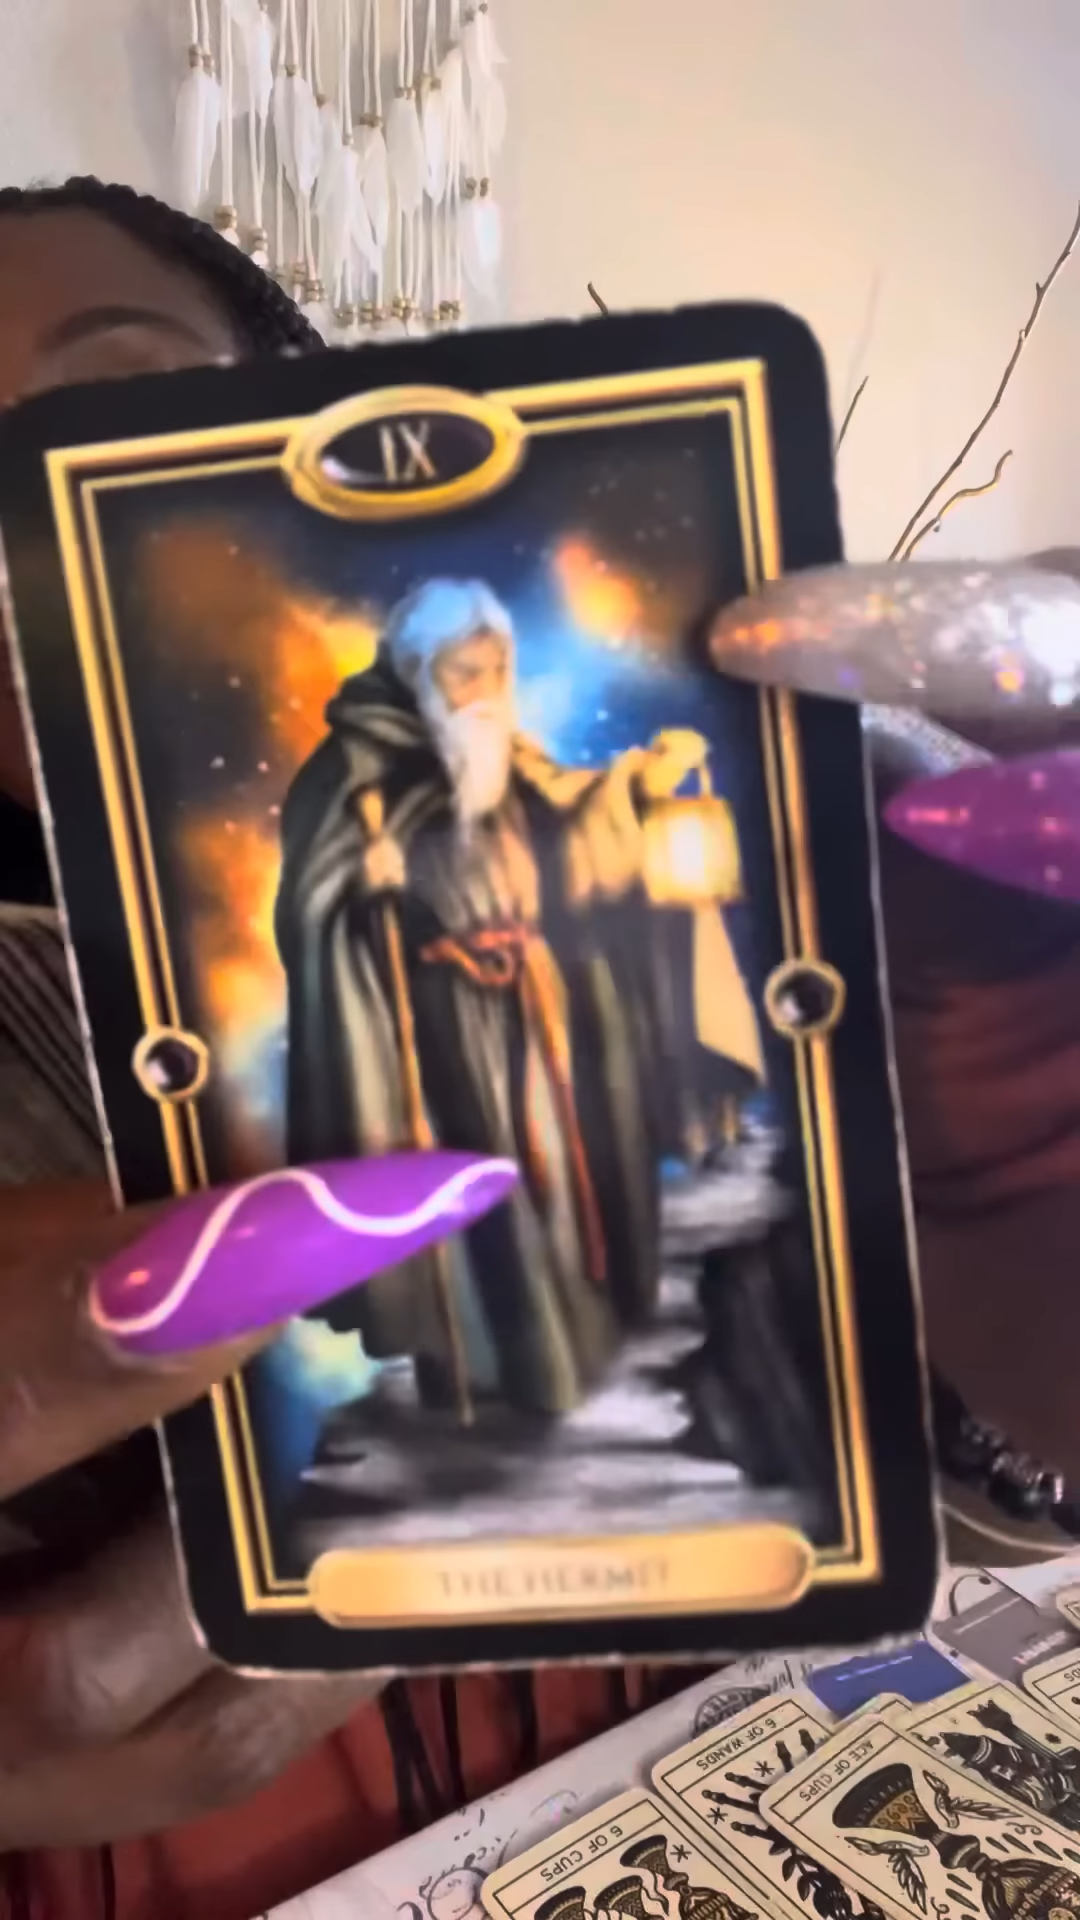 IX
THE HERMIT
6 OF WANDS
ACE OF CUPS
6 OF CUPS